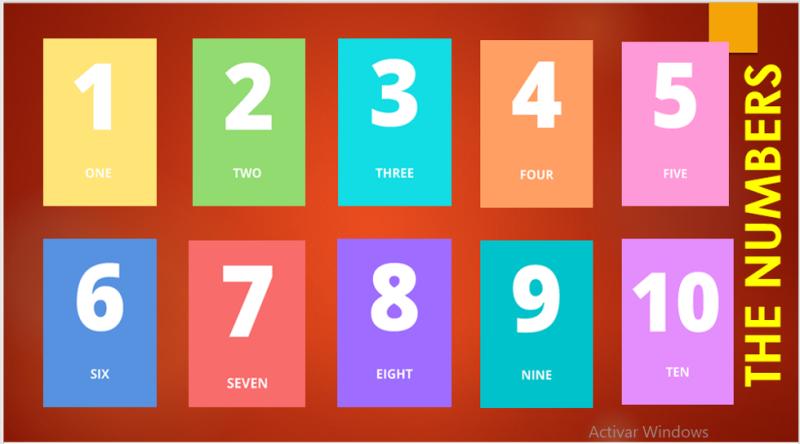 1
ONE
2
TWO
3
THREE
4
FOUR
5
FIVE
6
SIX
7
SEVEN
8
EIGHT
9
NINE
10
TEN
THE NUMBERS
Activar Windows